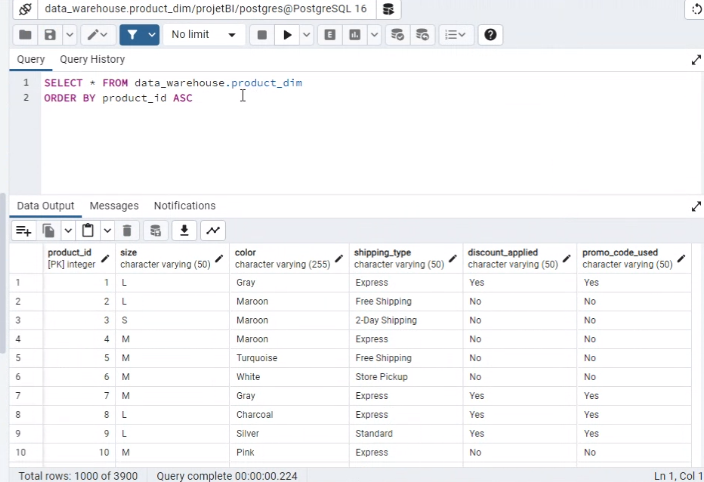 data_warehouse.product_dim/projetBI/postgres@PostgreSQL 16
No limit
E
Query Query History
1 SELECT * FROM data_warehouse.product_dim
2 ORDER BY product_id ASC
Data Output Messages Notifications
product_id size color shipping_type discount_applied promo_code_used
[PK] integer character varying (50) character varying (255) character varying (50) character varying (50) character varying (50)
1 1 L Gray Express Yes Yes
2 2 L Maroon Free Shipping No No
3 3 S Maroon 2-Day Shipping No No
4 4 M Maroon Express No No
5 5 M Turquoise Free Shipping No No
6 6 M White Store Pickup No No
7 7 M Gray Express Yes Yes
8 8 L Charcoal Express Yes Yes
9 9 L Silver Standard Yes Yes
10 10 M Pink Express No No
Total rows: 1000 of 3900 Query complete 00:00:00.224 Ln 1, Col 1